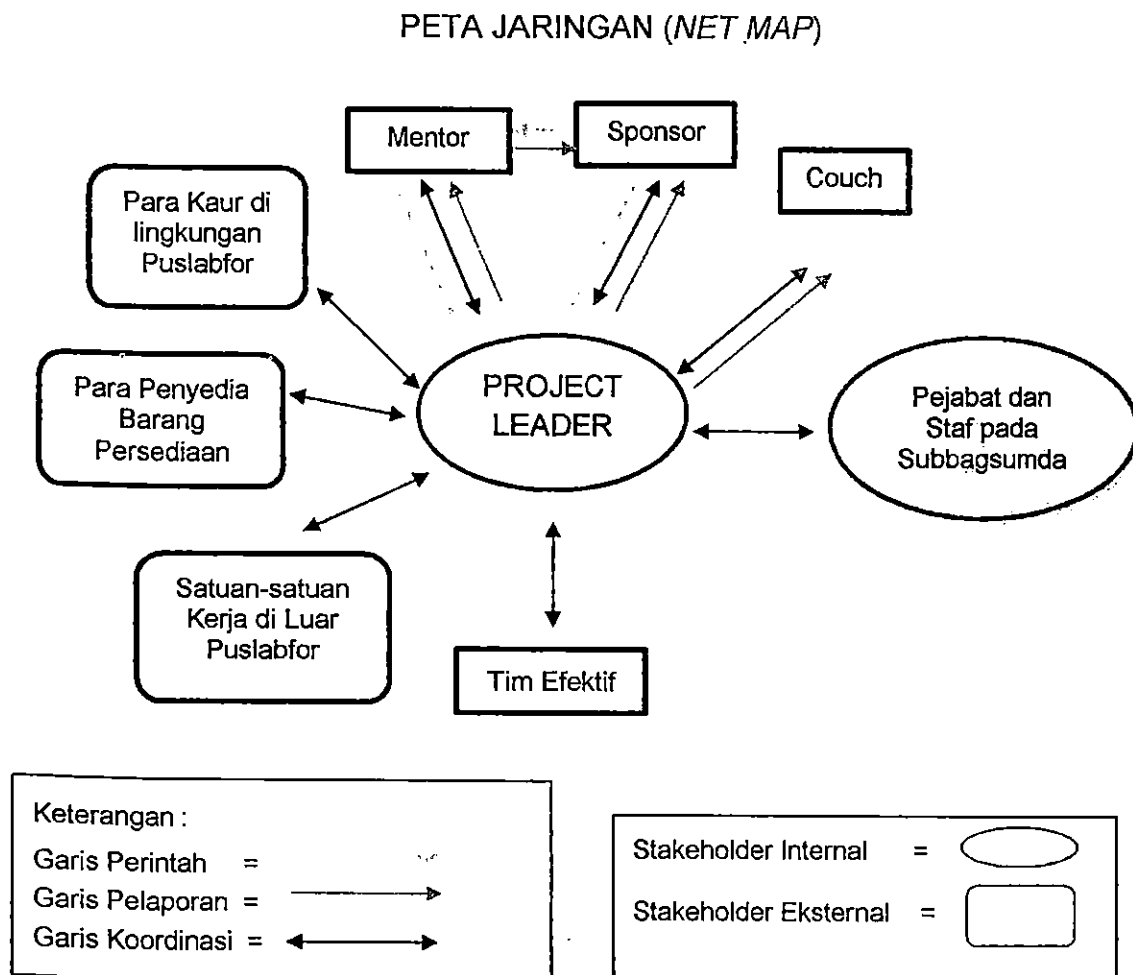 PETA JARINGAN (NET MAP)
Mentor
Sponsor
Couch
Para Kaur di
lingkungan
Puslabfor
Para Penyedia
Barang
Persediaan
PROJECT
LEADER
Pejabat dan
Staf pada
Subbagsumda
Satuan-satuan
Kerja di Luar
Puslabfor
Tim Efektif
Keterangan :
Garis Perintah =
Garis Pelaporan =
Garis Koordinasi =
Stakeholder Internal =
Stakeholder Eksternal =